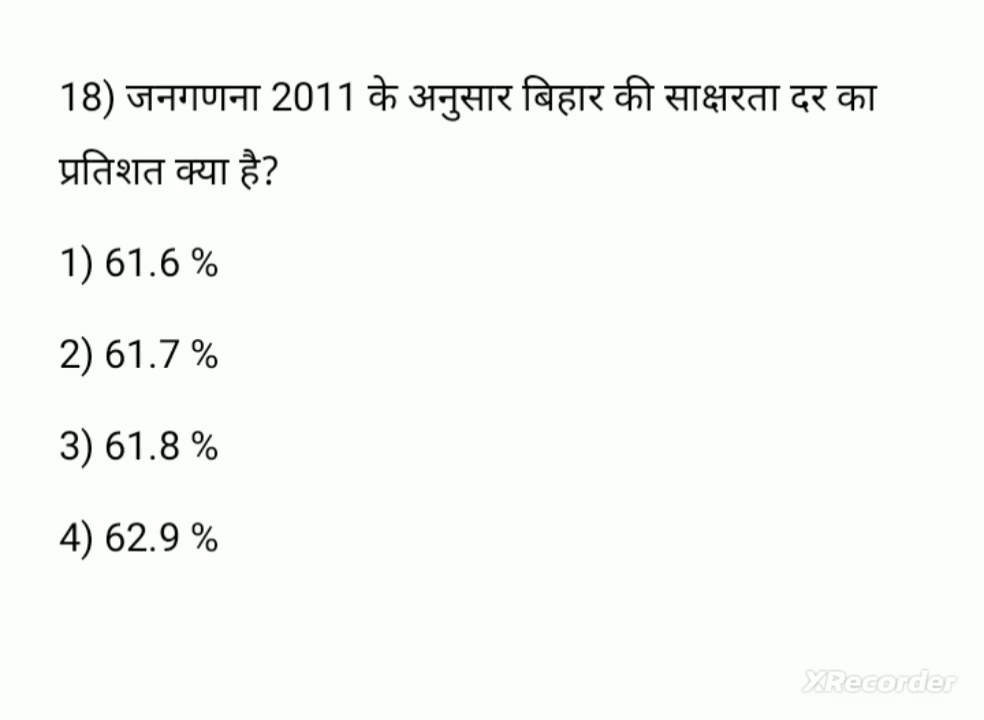 18) जनगणना 2011 के अनुसार बिहार की साक्षरता दर का
प्रतिशत क्या है?
1) 61.6 %
2) 61.7 %
3) 61.8 %
4) 62.9 %
XRecorder